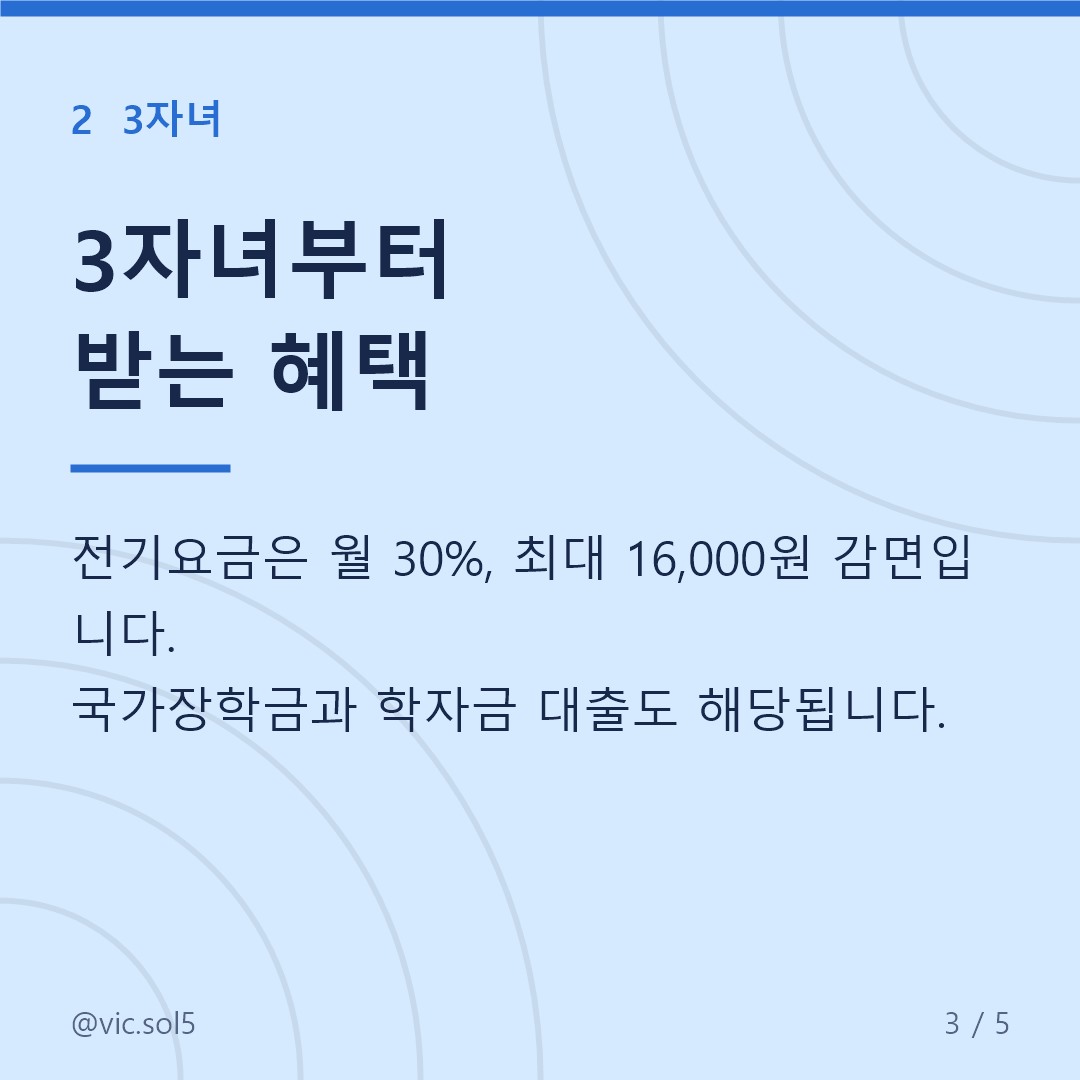 2 3자녀
3자녀부터
받는 혜택
전기요금은 월 30%, 최대 16,000원 감면입
니다.
국가장학금과 학자금 대출도 해당됩니다.
@vic.sol5
3 / 5